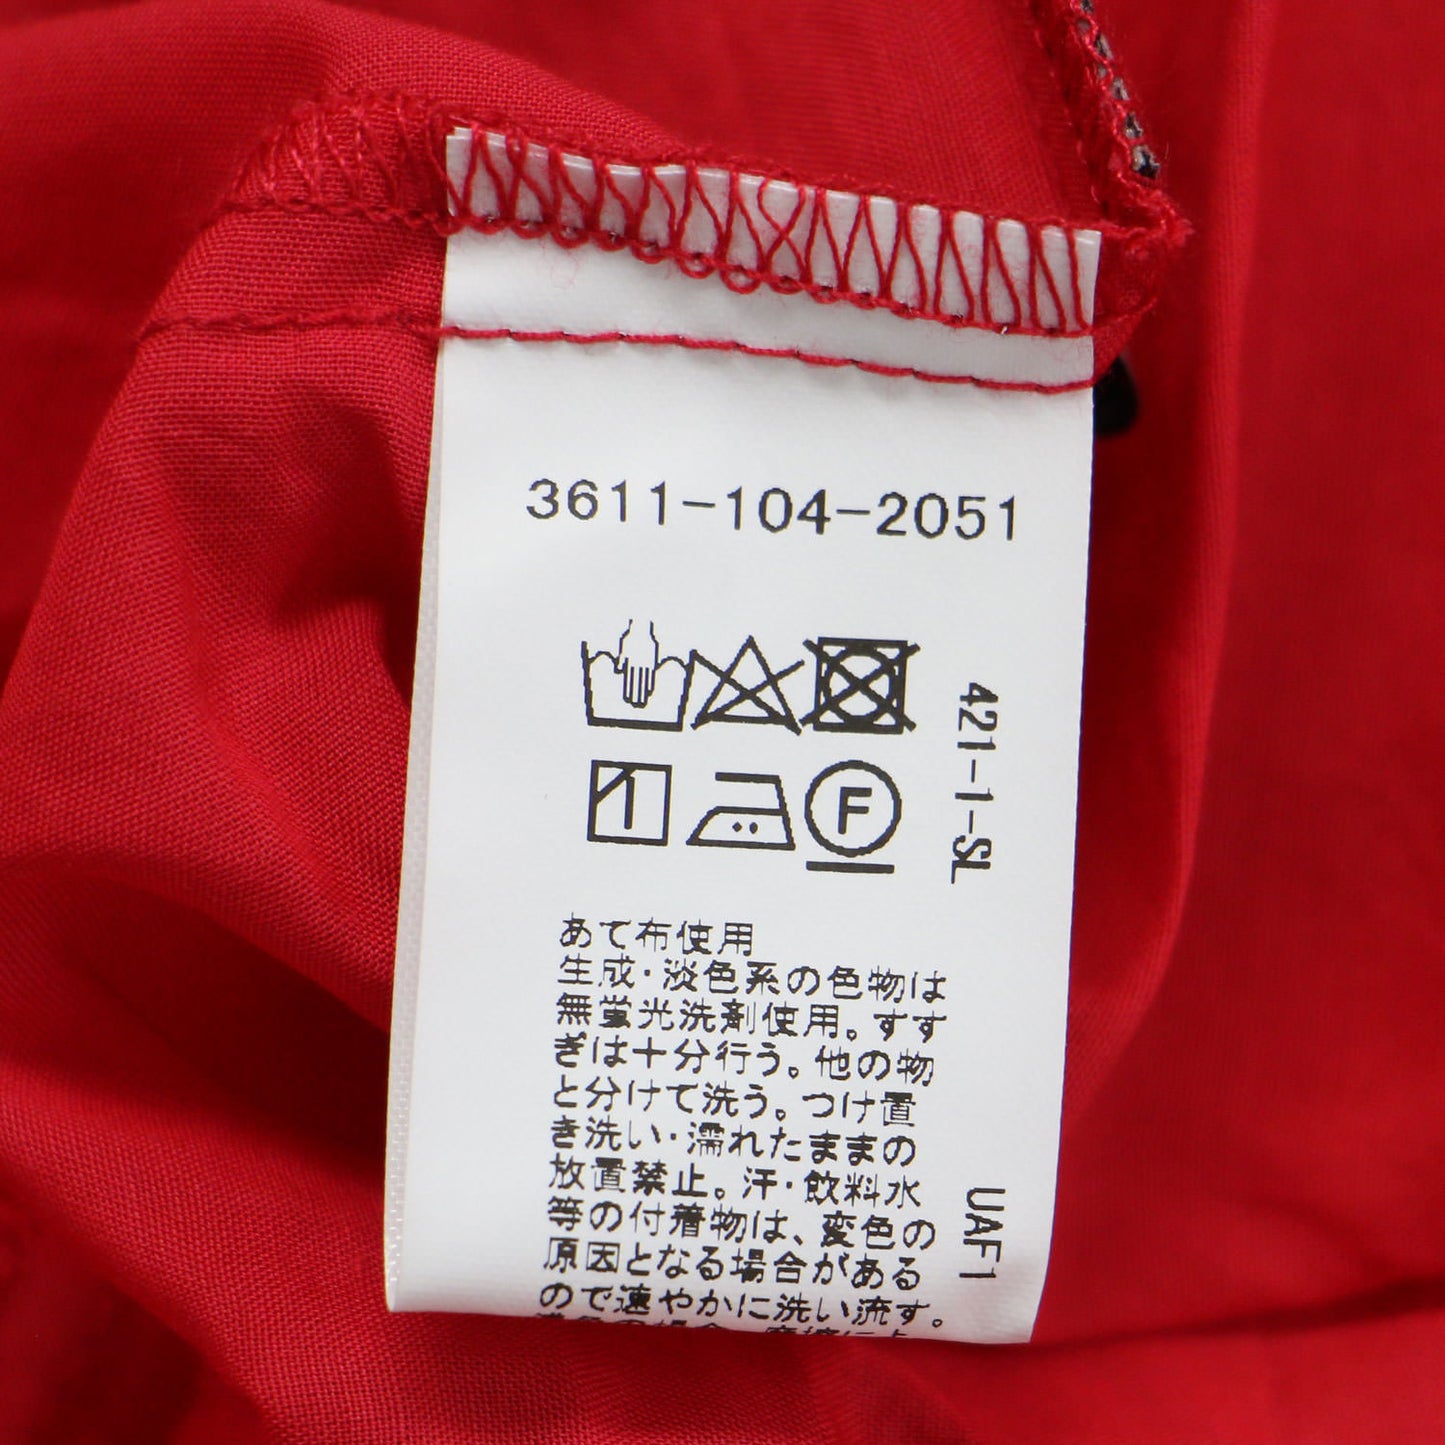 3611-104-2051
421-1-SL
F
あて布使用
生成・淡色系の色物は
無蛍光洗剤使用。すす
ぎは十分行う。他の物
と分けて洗う。つけ置
き洗い・濡れたままの
放置禁止。汗・飲料水
等の付着物は、変色の
原因となる場合がある
ので速やかに洗い流す。
UAF1